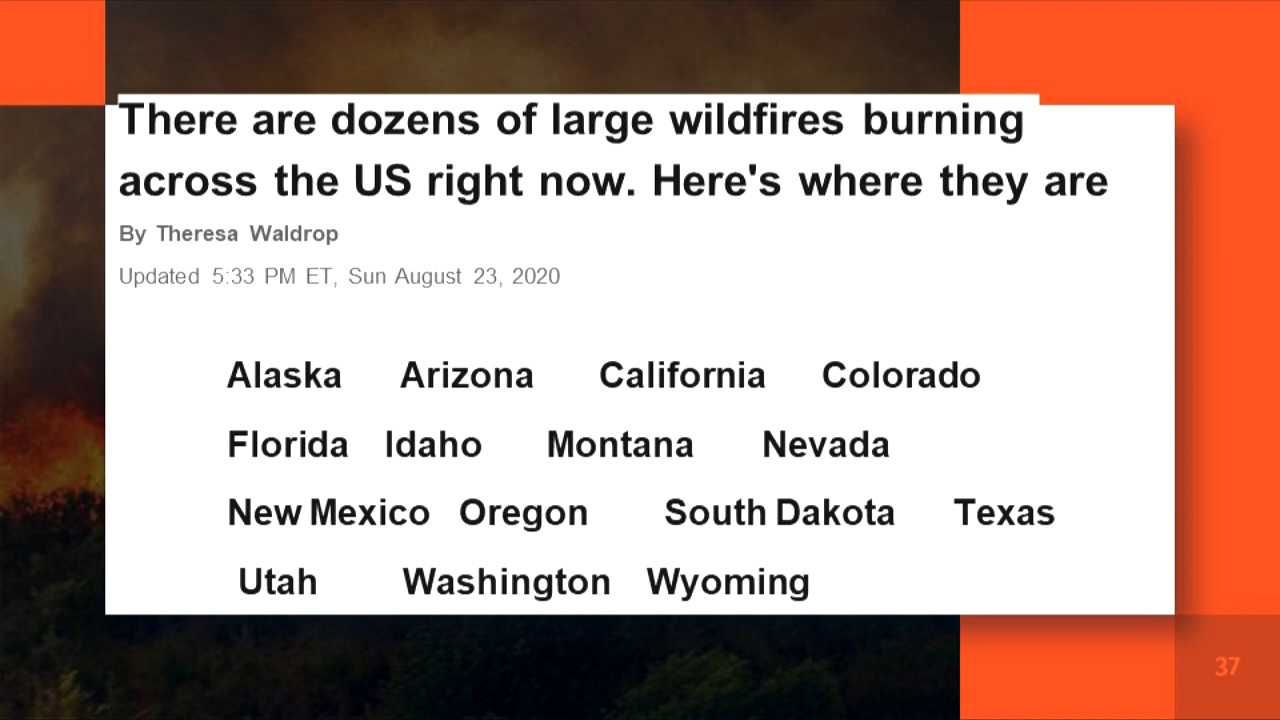 There are dozens of large wildfires burning
across the US right now. Here's where they are
By Theresa Waldrop
Updated 5:33 PM ET, Sun August 23, 2020
Alaska Arizona California Colorado
Florida Idaho Montana Nevada
New Mexico Oregon South Dakota Texas
Utah Washington Wyoming
37